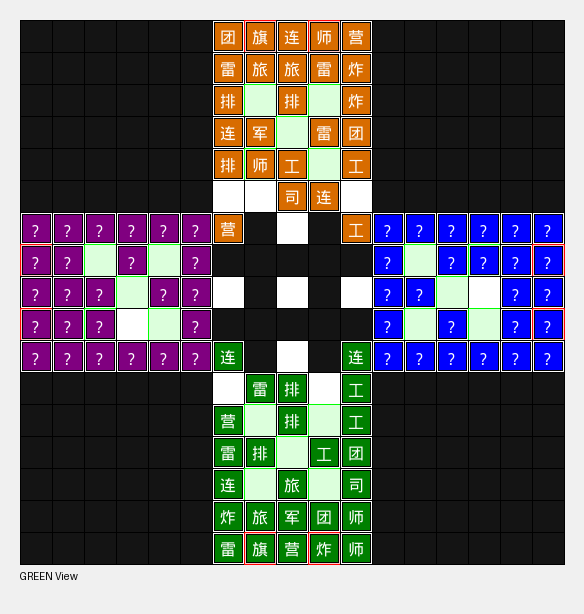 团 旗 连 师 营
雷 旅 旅 雷 炸
排 排 炸
连 军 雷 团
排 师 工 工
司 连
? ? ? ? ? ? 营 工 ? ? ? ? ? ?
? ? ? ? ? ? ? ?
? ? ? ? ? ? ? ? ?
? ? ? ? ? ? ? ?
? ? ? ? ? ? 连 连 ? ? ? ? ? ?
雷 排 工
营 排 工
雷 排 工 团
连 旅 司
炸 旅 军 团 师
雷 旗 营 炸 师
GREEN View